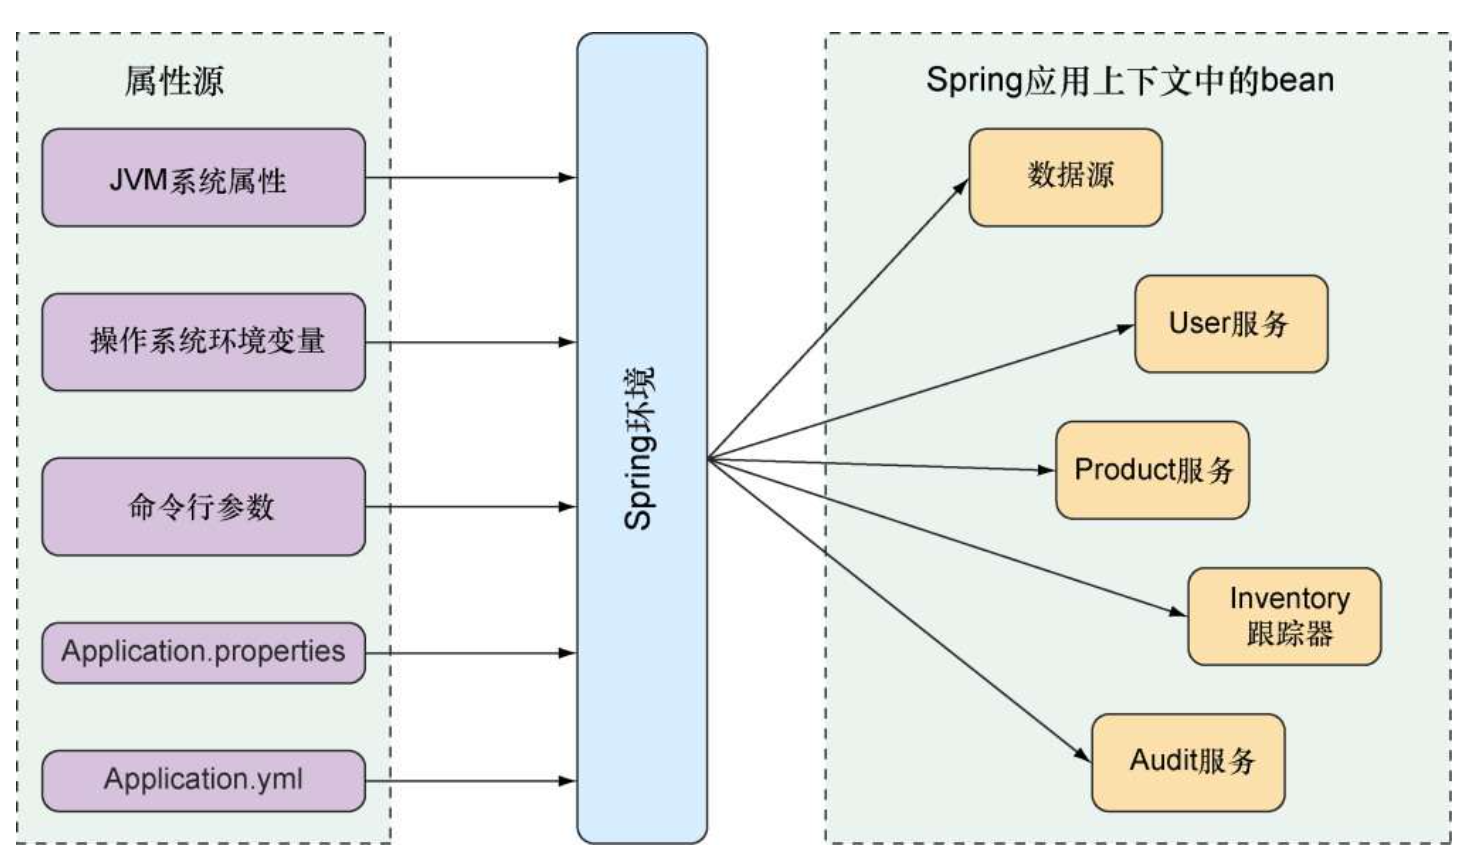 属性源
JVM系统属性
操作系统环境变量
命令行参数
Application.properties
Application.yml
Spring环境
Spring应用上下文中的bean
数据源
User服务
Product服务
Inventory
跟踪器
Audit服务